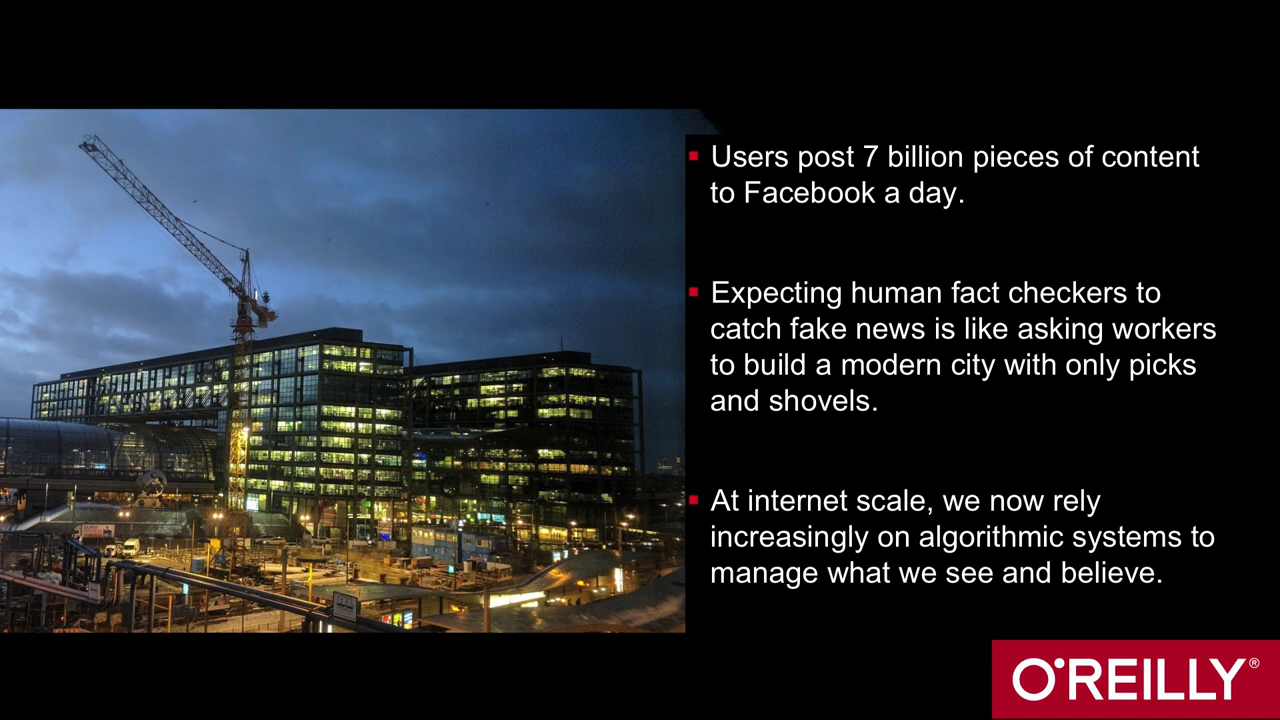 Users post 7 billion pieces of content
to Facebook a day.
Expecting human fact checkers to
catch fake news is like asking workers
to build a modern city with only picks
and shovels.
At internet scale, we now rely
increasingly on algorithmic systems to
manage what we see and believe.
O'REILLY®